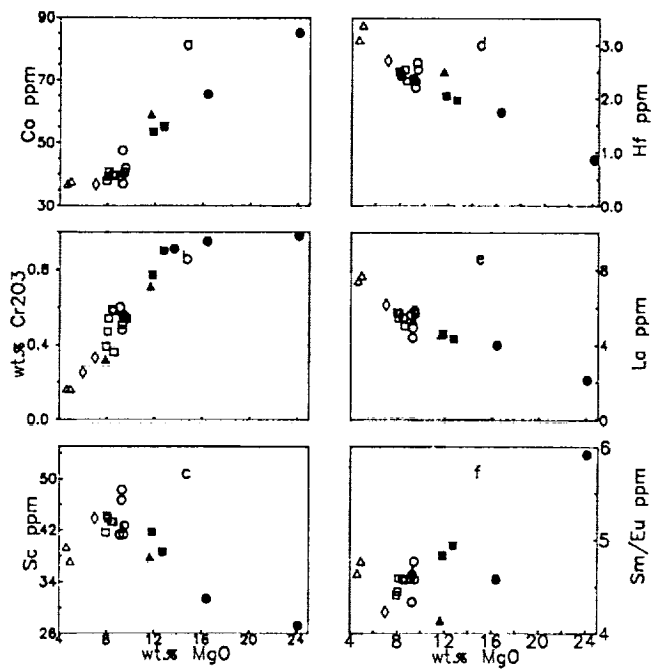 90
70
50
30
Co ppm
a
3.0
2.0
1.0
0.0
Hf ppm
d
0.8
0.4
0.0
wt.% Cr2O3
b
8
6
4
2
0
La ppm
e
50
42
34
26
Sc ppm
c
6
5
4
Sm/Eu ppm
f
4 8 12 16 20 24
wt.% MgO
4 8 12 16 20 24
wt.% MgO